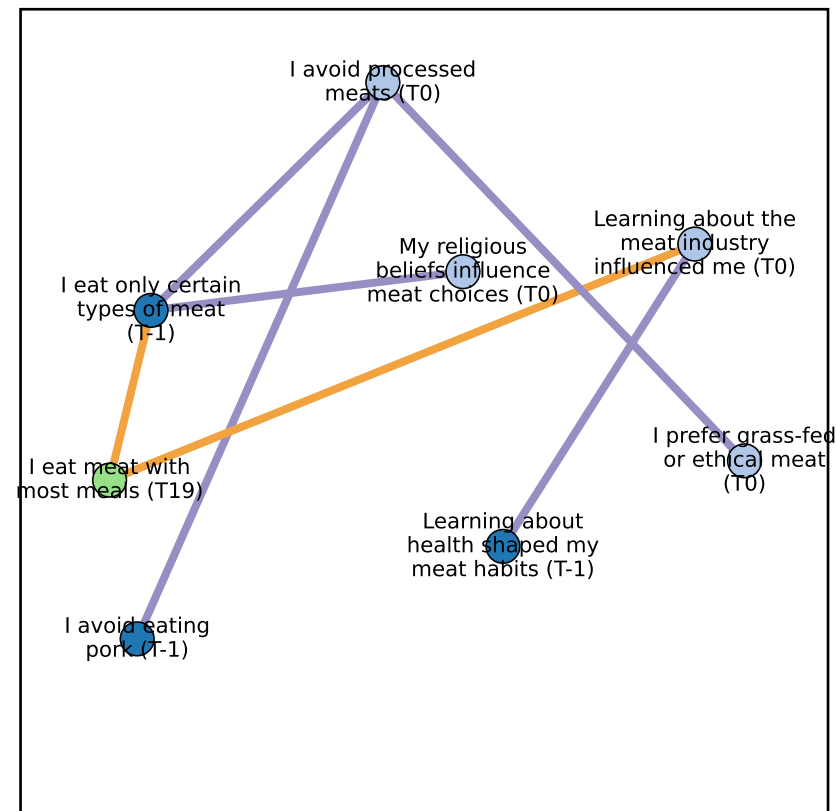 I avoid processed
meats (T0)
Learning about the
meat industry
influenced me (T0)
My religious
beliefs influence
meat choices (T0)
I eat only certain
types of meat
(T-1)
I prefer grass-fed
or ethical meat
(T0)
I eat meat with
most meals (T19)
Learning about
health shaped my
meat habits (T-1)
I avoid eating
pork (T-1)